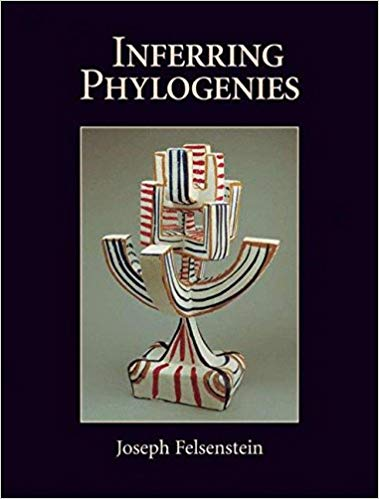 INFERRING
PHYLOGENIES
Joseph Felsenstein